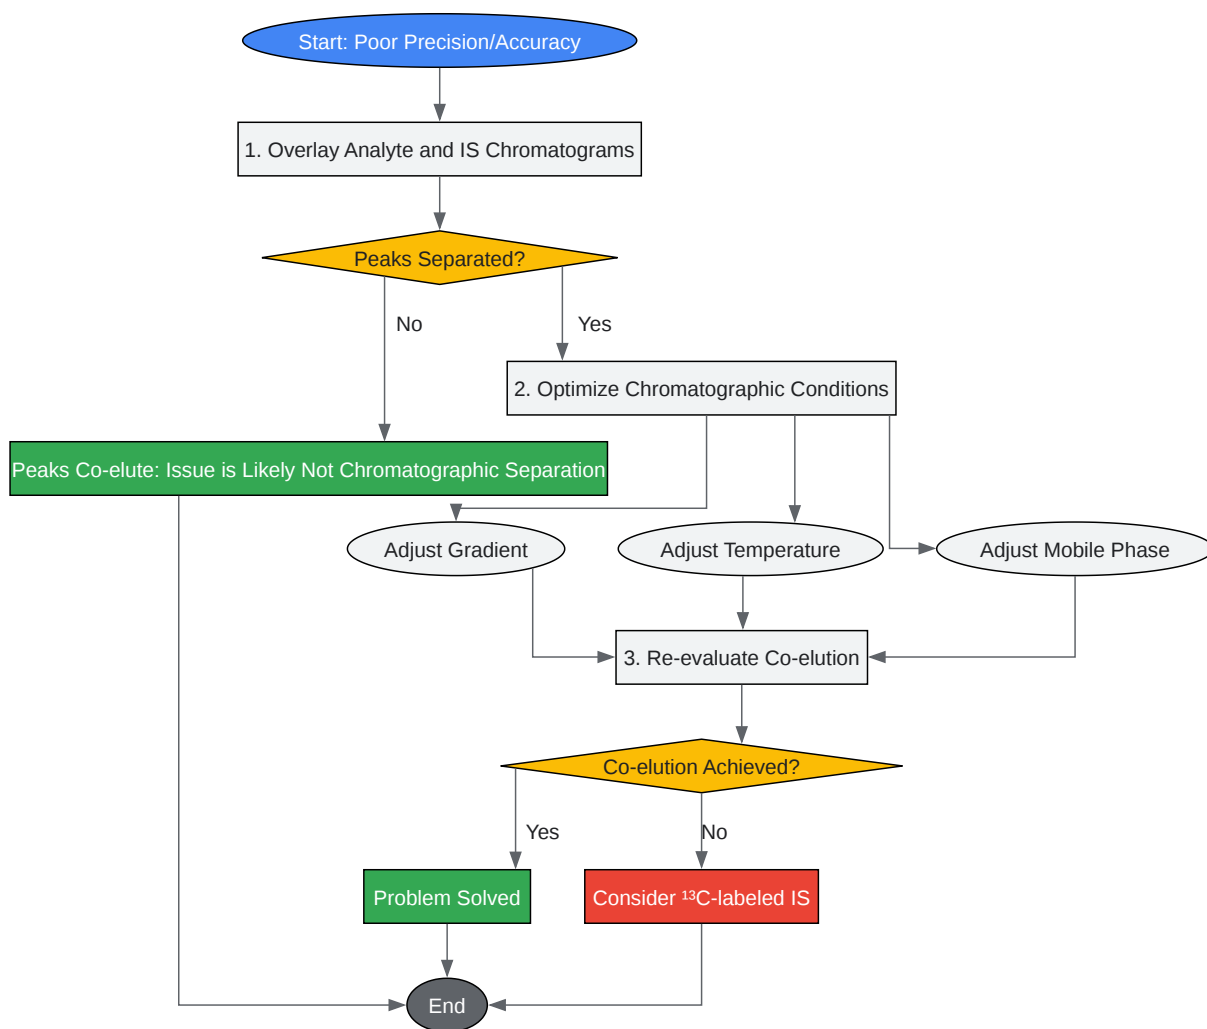 Start: Poor Precision/Accuracy
1. Overlay Analyte and IS Chromatograms
Peaks Separated?
No
Yes
2. Optimize Chromatographic Conditions
Peaks Co-elute: Issue is Likely Not Chromatographic Separation
Adjust Gradient
Adjust Temperature
Adjust Mobile Phase
3. Re-evaluate Co-elution
Co-elution Achieved?
Yes
No
Problem Solved
Consider ¹³C-labeled IS
End